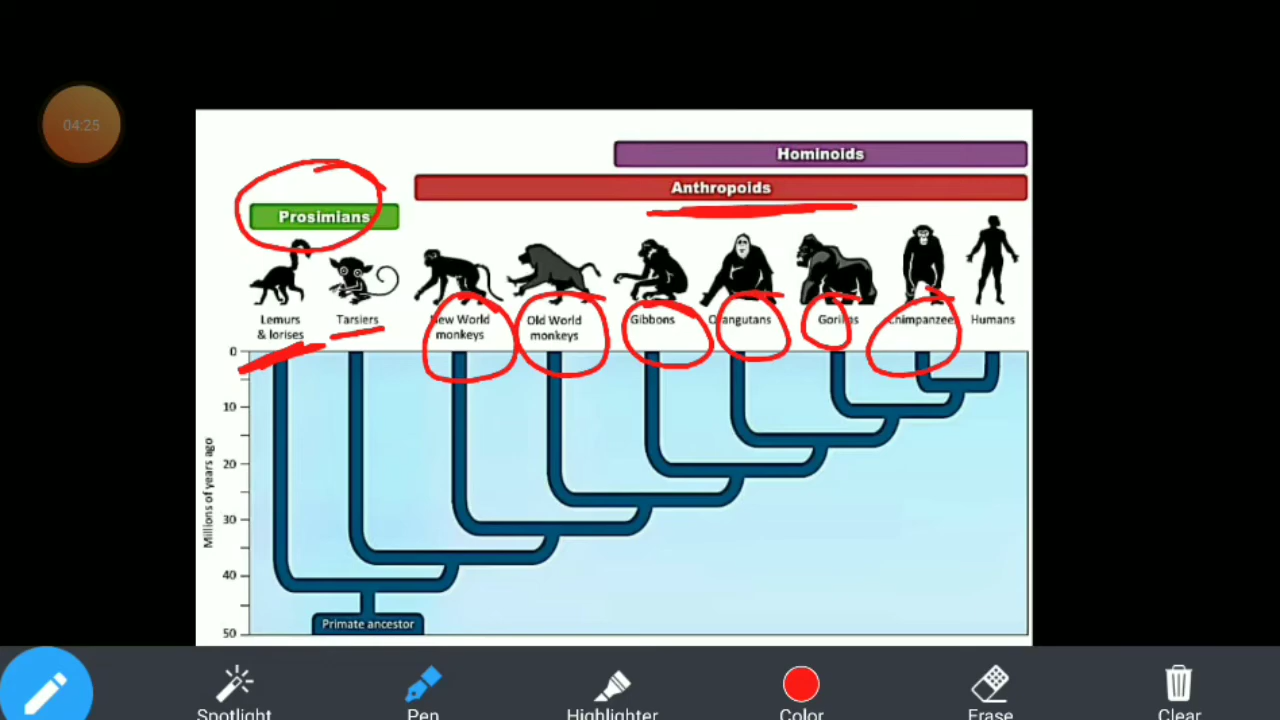 04:25
Hominoids
Anthropoids
Prosimians
Lemurs
& lorises
Tarsiers
New World
monkeys
Old World
monkeys
Gibbons
Orangutans
Gorillas
Chimpanzees
Humans
0
10
20
30
40
50
Millions of years ago
Primate ancestor
Spotlight
Pen
Highlighter
Color
Erase
Clear